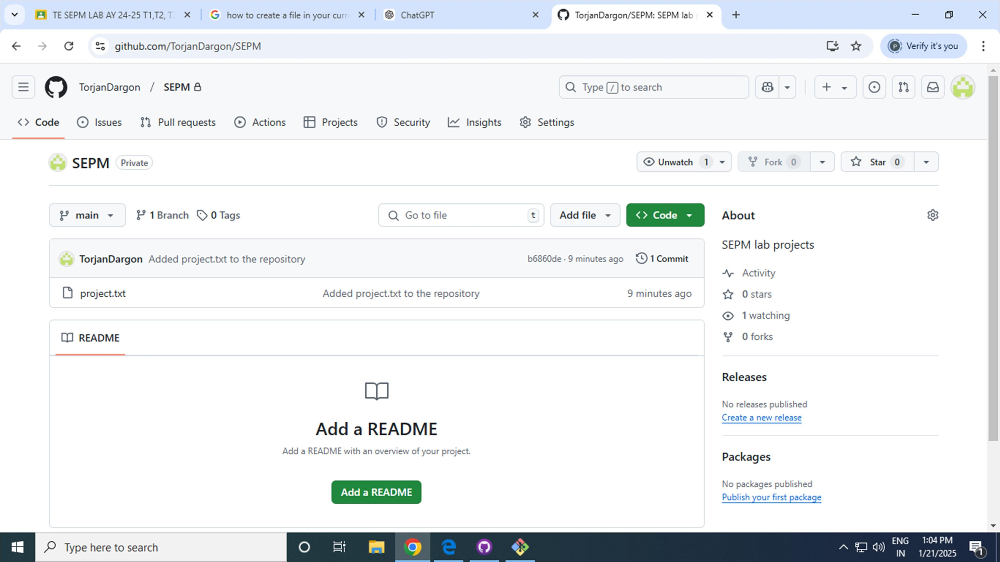 TE SEPM LAB AY 24-25 T1,T2, T3
how to create a file in your curr
ChatGPT
TorjanDargon/SEPM: SEPM lab
github.com/TorjanDargon/SEPM
P Verify it's you
TorjanDargon / SEPM
Type / to search
Code Issues Pull requests Actions Projects Security Insights Settings
SEPM Private
Unwatch 1 Fork 0 Star 0
main 1 Branch 0 Tags
Go to file t Add file Code
TorjanDargon Added project.txt to the repository b6860de · 9 minutes ago 1 Commit
project.txt Added project.txt to the repository 9 minutes ago
README
Add a README
Add a README with an overview of your project.
Add a README
About
SEPM lab projects
Activity
0 stars
1 watching
0 forks
Releases
No releases published
Create a new release
Packages
No packages published
Publish your first package
Type here to search
ENG
IN
1:04 PM
1/21/2025
1